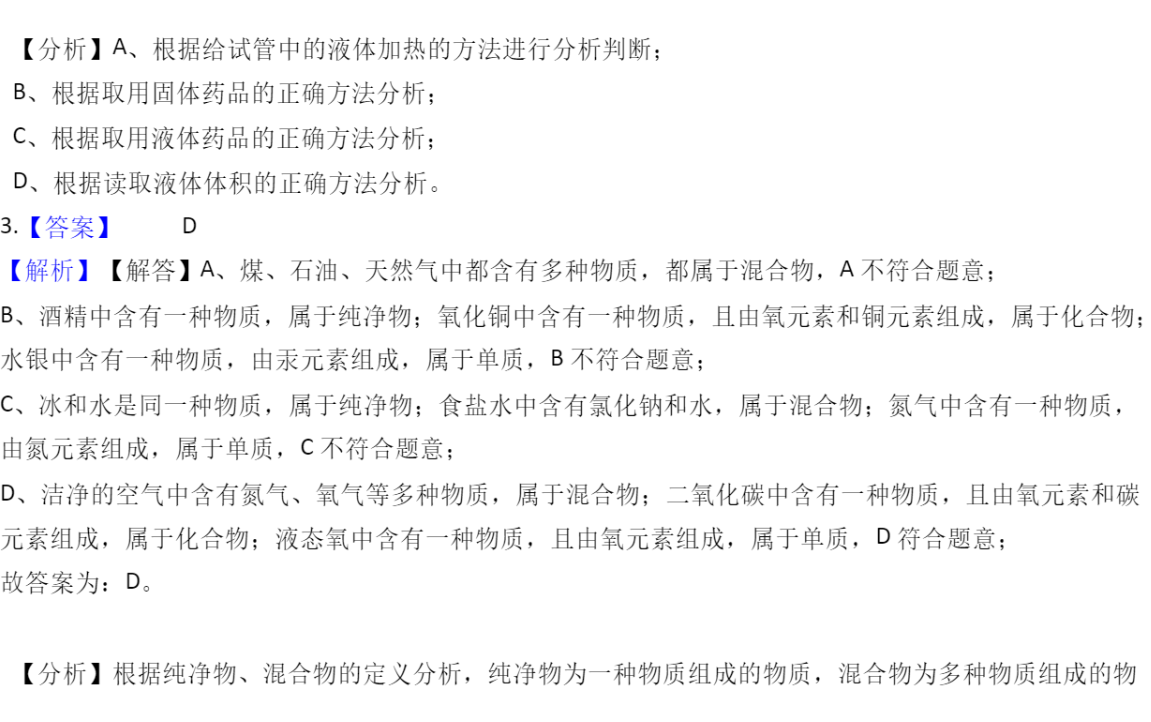 【分析】A、根据给试管中的液体加热的方法进行分析判断；
B、根据取用固体药品的正确方法分析；
C、根据取用液体药品的正确方法分析；
D、根据读取液体体积的正确方法分析。
3.【答案】 D
【解析】【解答】A、煤、石油、天然气中都含有多种物质，都属于混合物，A 不符合题意；
B、酒精中含有一种物质，属于纯净物；氧化铜中含有一种物质，且由氧元素和铜元素组成，属于化合物；
水银中含有一种物质，由汞元素组成，属于单质，B 不符合题意；
C、冰和水是同一种物质，属于纯净物；食盐水中含有氯化钠和水，属于混合物；氮气中含有一种物质，
由氮元素组成，属于单质，C 不符合题意；
D、洁净的空气中含有氮气、氧气等多种物质，属于混合物；二氧化碳中含有一种物质，且由氧元素和碳
元素组成，属于化合物；液态氧中含有一种物质，且由氧元素组成，属于单质，D 符合题意；
故答案为：D。
【分析】根据纯净物、混合物的定义分析，纯净物为一种物质组成的物质，混合物为多种物质组成的物